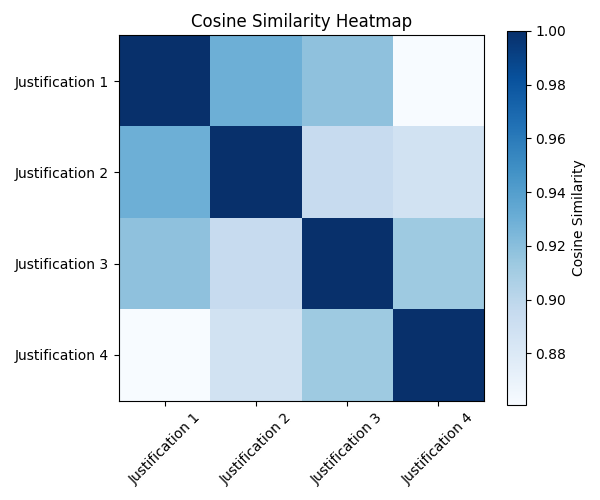 Cosine Similarity Heatmap
Justification 1
Justification 2
Justification 3
Justification 4
Justification 1
Justification 2
Justification 3
Justification 4
1.00
0.98
0.96
0.94
0.92
0.90
0.88
Cosine Similarity